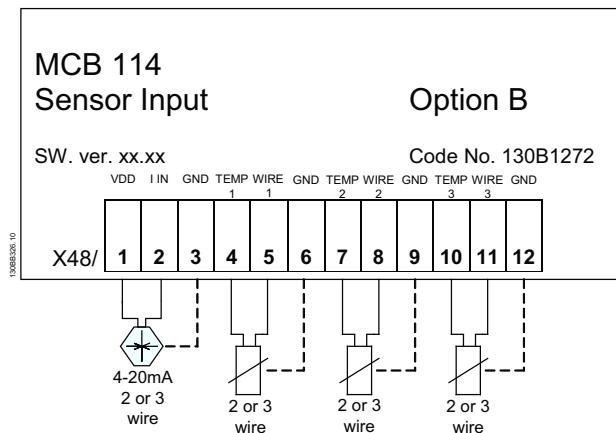 MCB 114
Sensor Input Option B
SW. ver. xx.xx Code No. 130B1272
VDD I IN GND TEMP 1 WIRE 1 GND TEMP 2 WIRE 2 GND TEMP 3 WIRE 3 GND
X48/ 1 2 3 4 5 6 7 8 9 10 11 12
130BB326.10
4-20mA
2 or 3
wire
2 or 3
wire
2 or 3
wire
2 or 3
wire